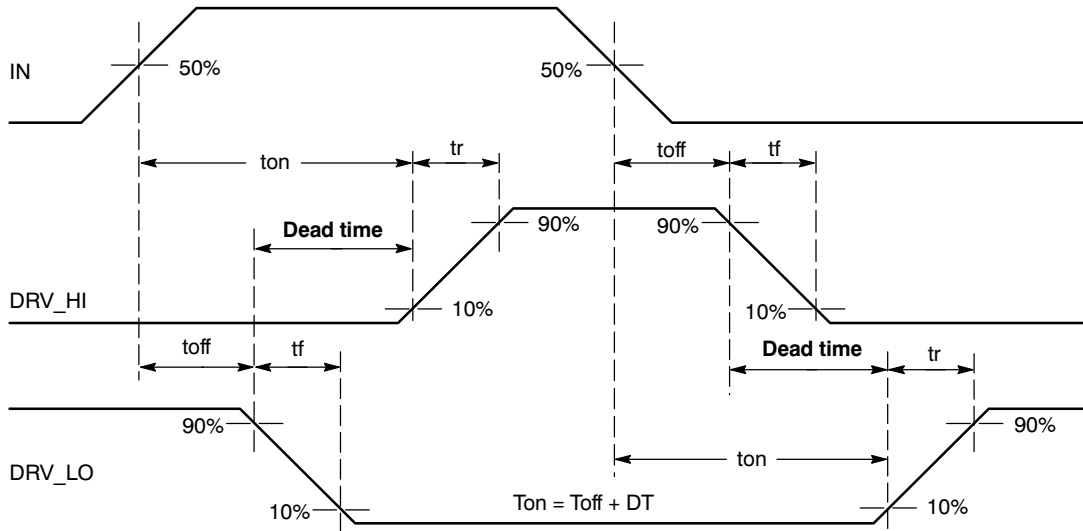 IN
50%
50%
ton
tr
toff
tf
Dead time
90%
90%
DRV_HI
10%
10%
toff
tf
Dead time
tr
90%
90%
DRV_LO
ton
10%
Ton = Toff + DT
10%